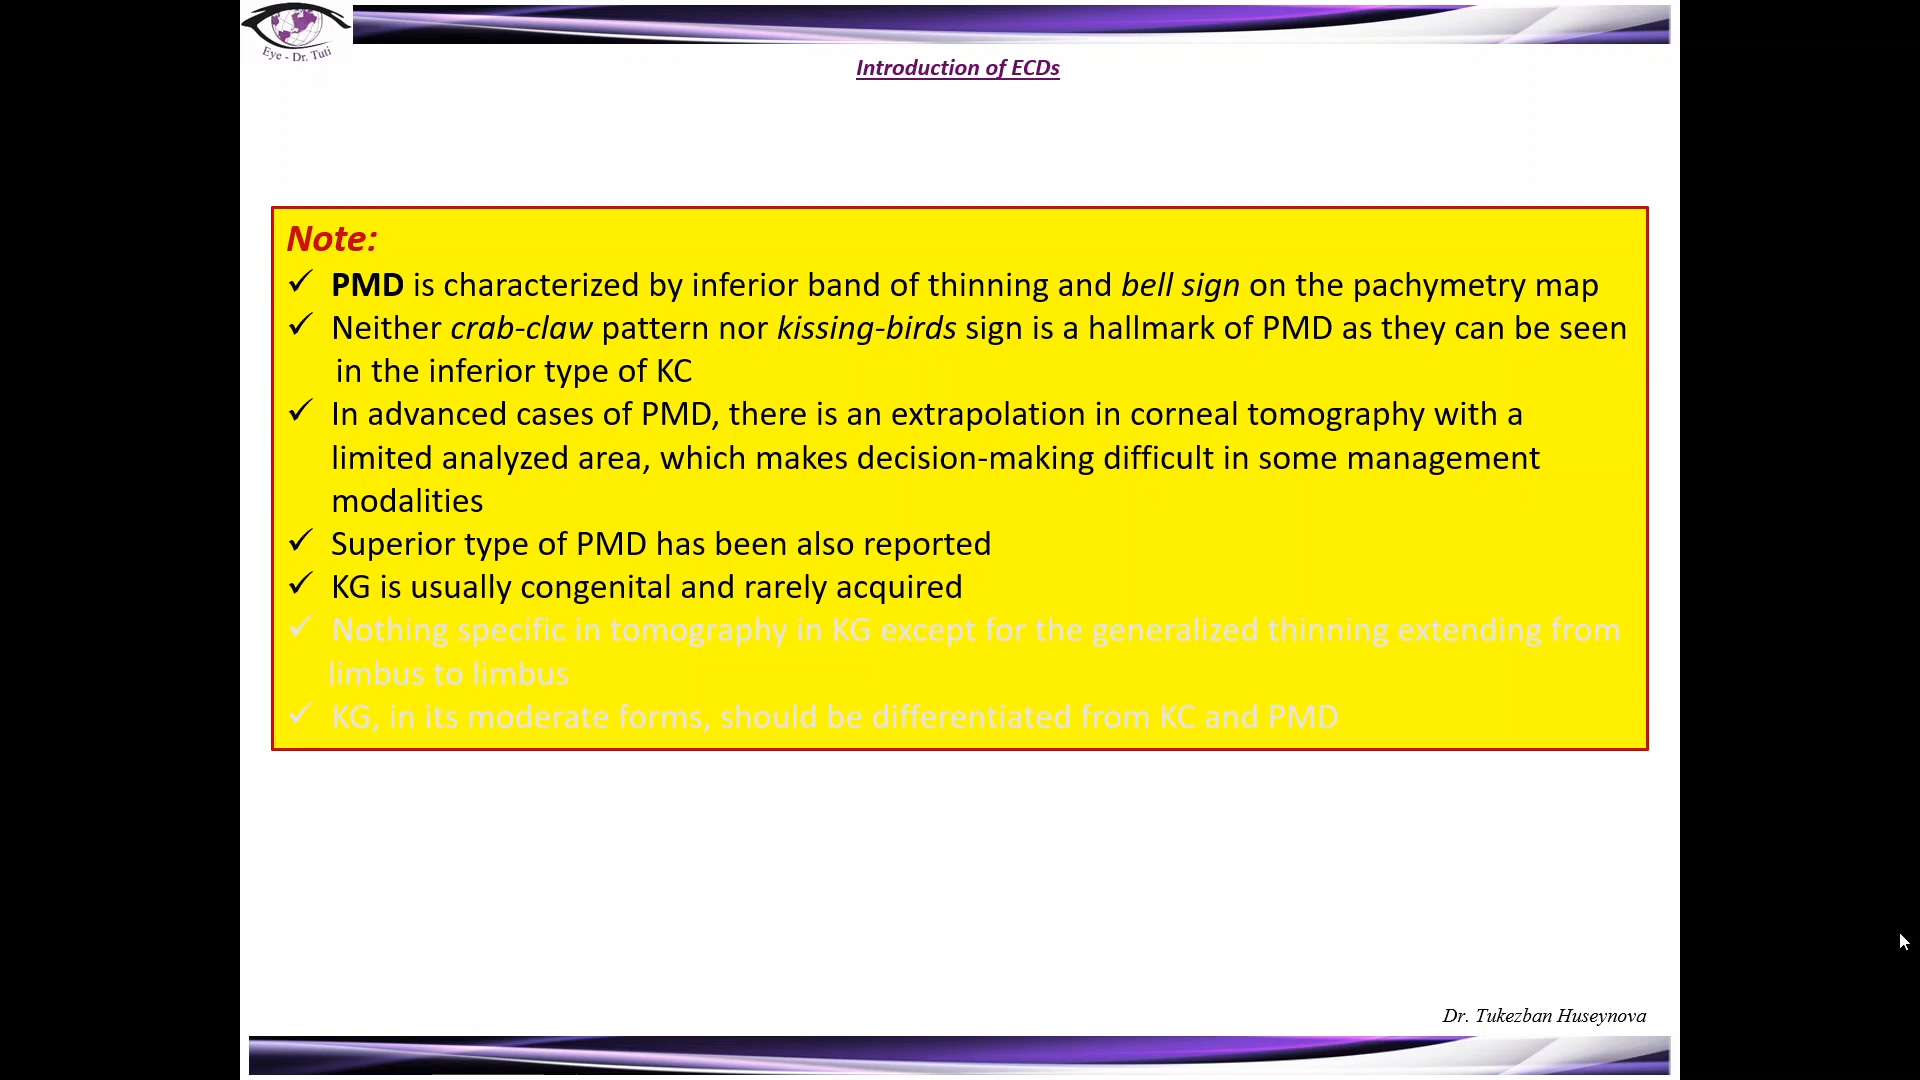 Eye - Dr. Tuti
Introduction of ECDs
Note:
✓ PMD is characterized by inferior band of thinning and bell sign on the pachymetry map
✓ Neither crab-claw pattern nor kissing-birds sign is a hallmark of PMD as they can be seen
in the inferior type of KC
✓ In advanced cases of PMD, there is an extrapolation in corneal tomography with a
limited analyzed area, which makes decision-making difficult in some management
modalities
✓ Superior type of PMD has been also reported
✓ KG is usually congenital and rarely acquired
✓ Nothing specific in tomography in KG except for the generalized thinning extending from
limbus to limbus
✓ KG, in its moderate forms, should be differentiated from KC and PMD
Dr. Tukezban Huseynova